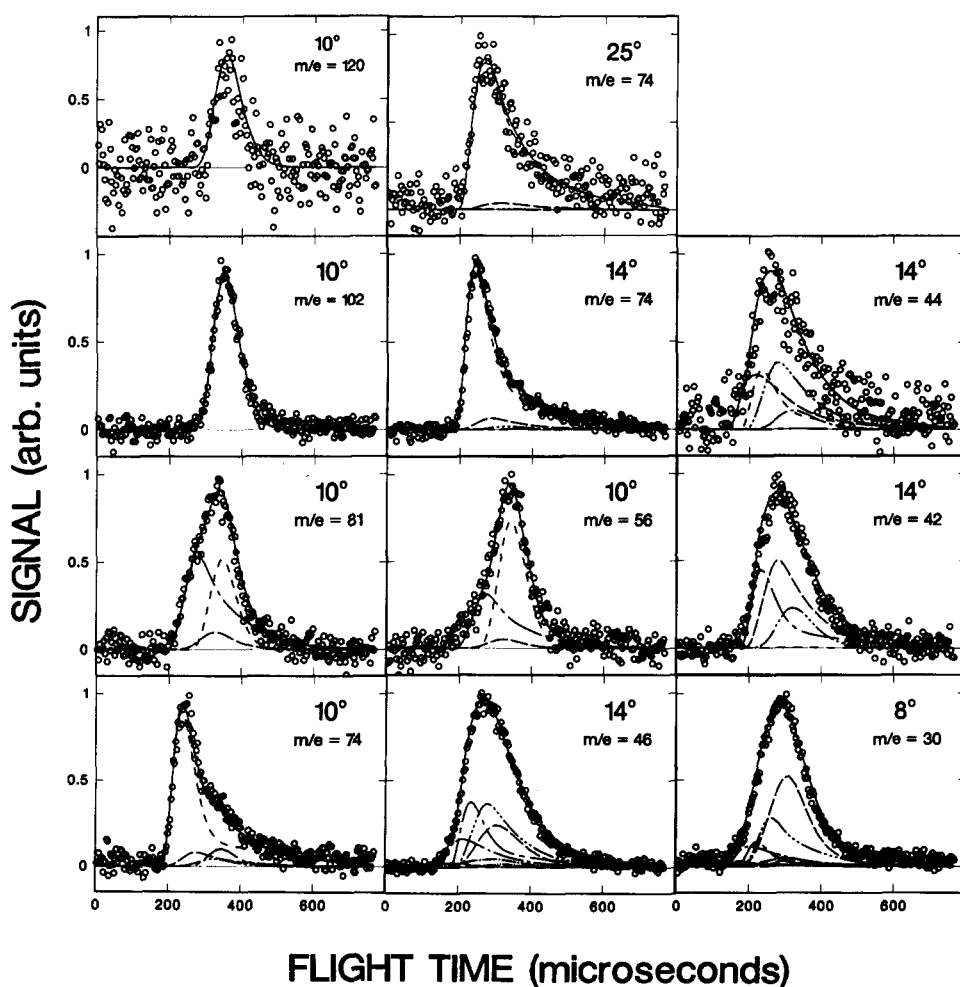 1
0.5
0
10°
m/e = 120
25°
m/e = 74
SIGNAL (arb. units)
1
0.5
0
10°
m/e = 102
14°
m/e = 74
14°
m/e = 44
1
0.5
0
10°
m/e = 81
10°
m/e = 56
14°
m/e = 42
1
0.5
0
10°
m/e = 74
14°
m/e = 46
8°
m/e = 30
0 200 400 600
200 400 600
0 200 400 600
FLIGHT TIME (microseconds)